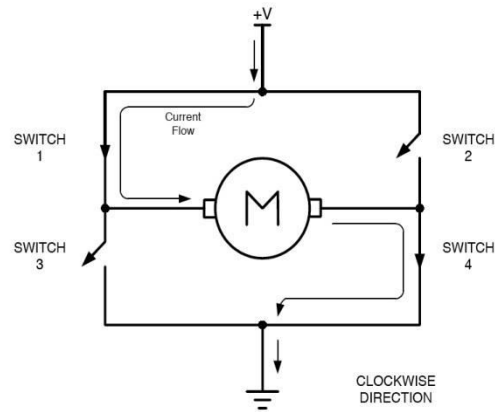 +V
Current
Flow
SWITCH
1
SWITCH
2
M
SWITCH
3
SWITCH
4
CLOCKWISE
DIRECTION